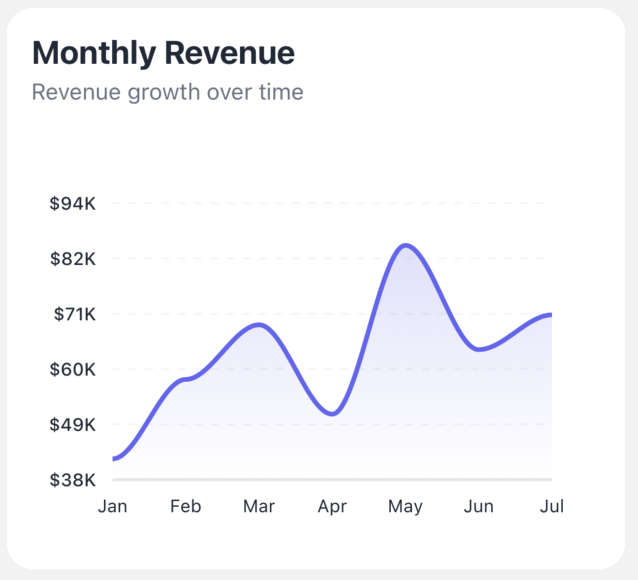 Monthly Revenue
Revenue growth over time
$94K
$82K
$71K
$60K
$49K
$38K
Jan Feb Mar Apr May Jun Jul